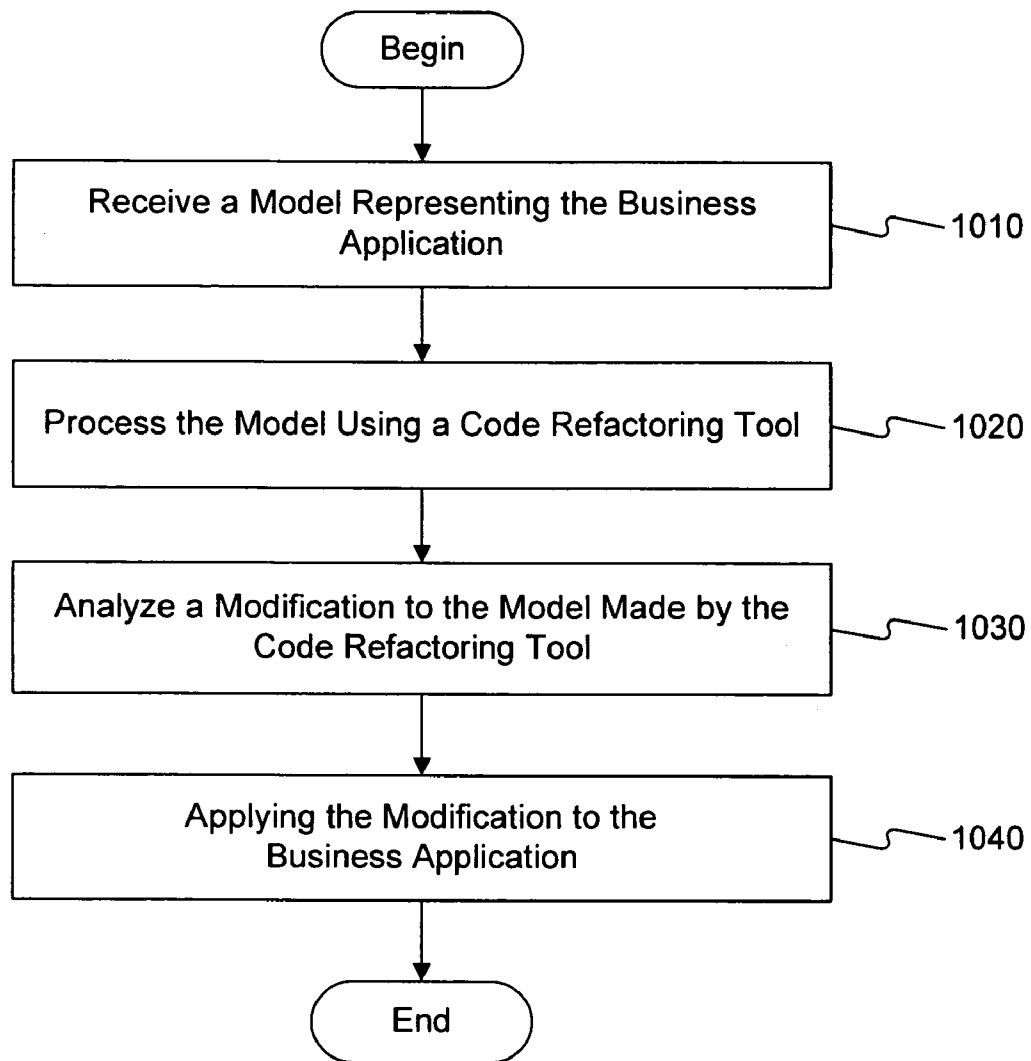 Begin
Receive a Model Representing the Business
Application
1010
Process the Model Using a Code Refactoring Tool
1020
Analyze a Modification to the Model Made by the
Code Refactoring Tool
1030
Applying the Modification to the
Business Application
1040
End